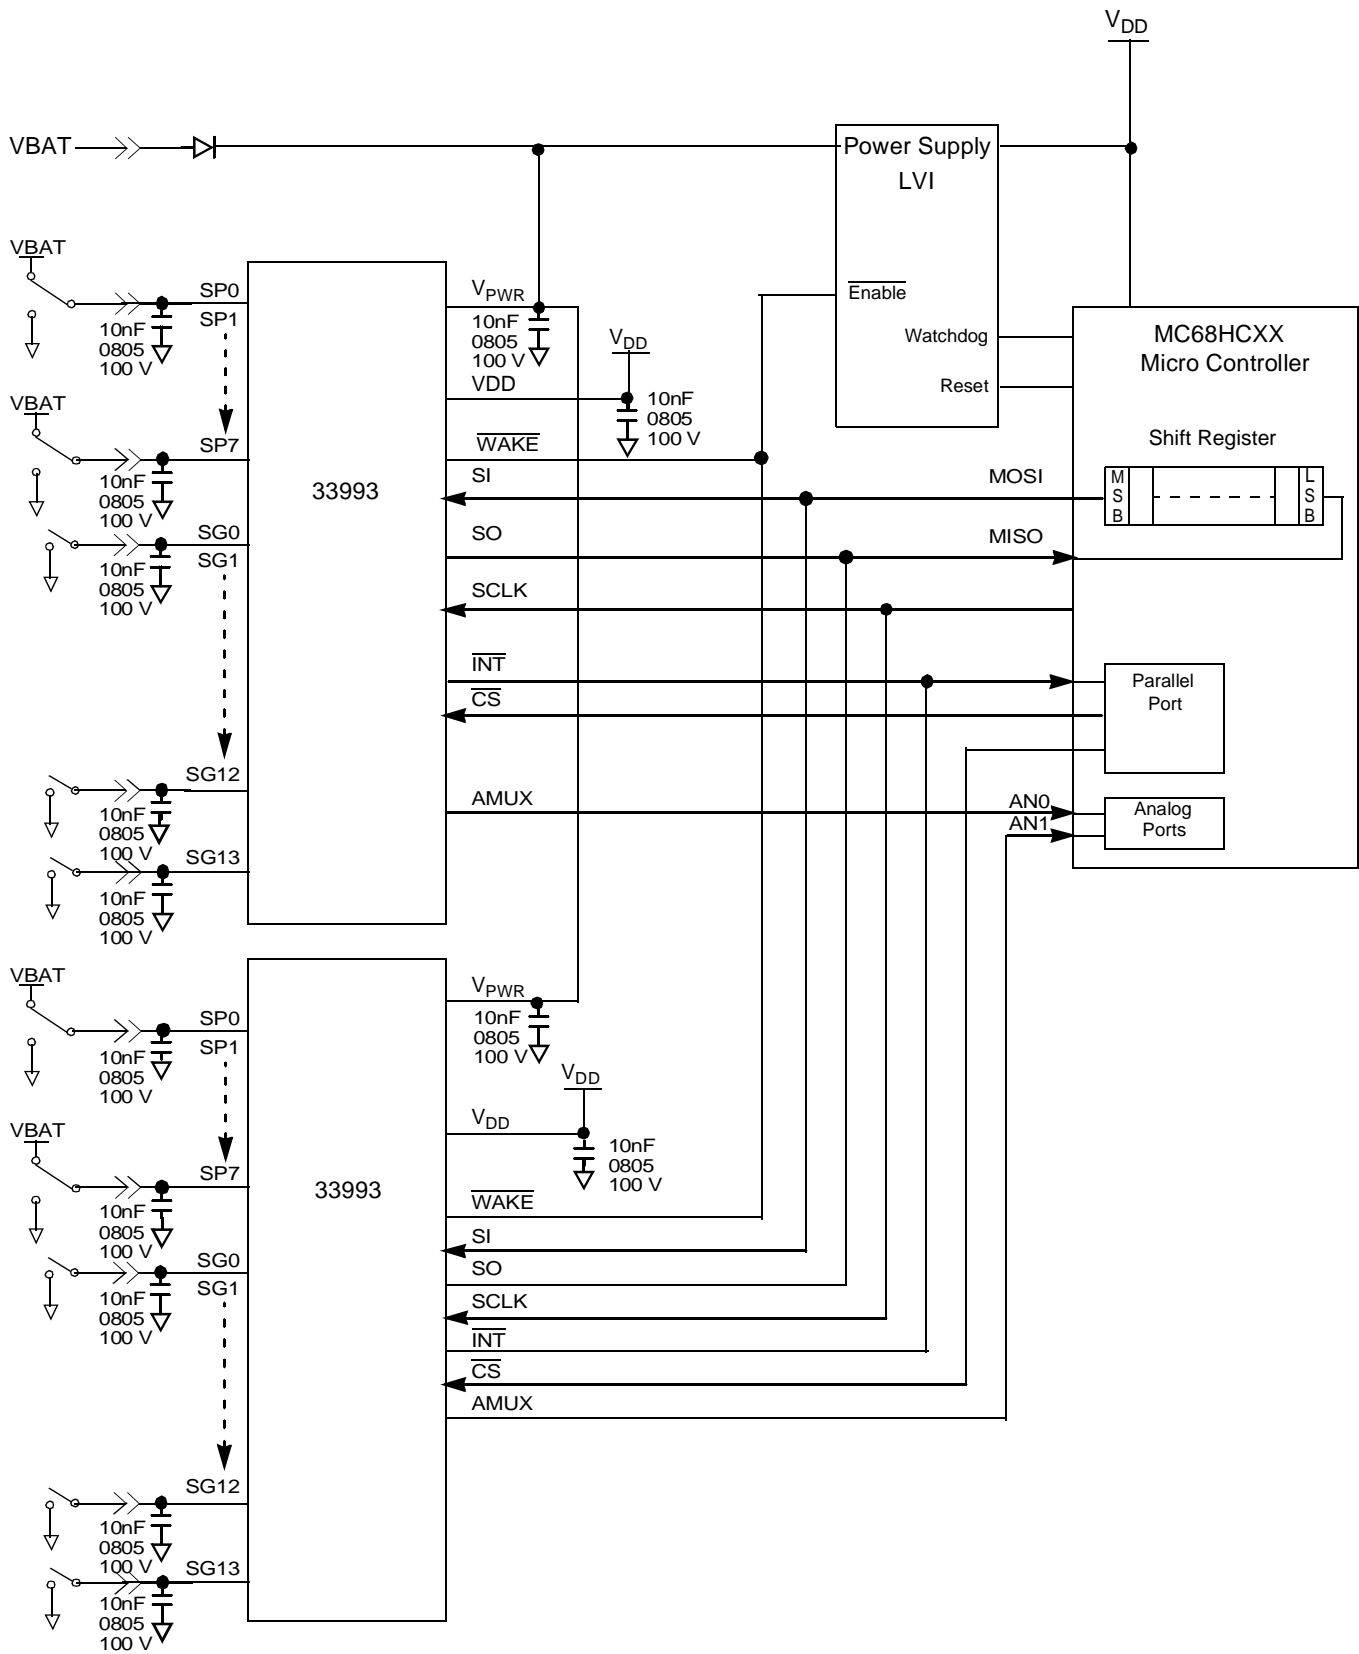 VDD
VBAT
Power Supply
LVI
Enable
Watchdog
Reset
MC68HCXX
Micro Controller
Shift Register
M
S
B
L
S
B
MOSI
MISO
Parallel
Port
Analog
Ports
AN0
AN1
VBAT
SP0
SP1
10nF
0805
100 V
VBAT
SP7
10nF
0805
100 V
SG0
SG1
10nF
0805
100 V
SG12
10nF
0805
100 V
SG13
10nF
0805
100 V
33993
VPWR
10nF
0805
100 V
VDD
VDD
10nF
0805
100 V
WAKE
SI
SO
SCLK
INT
CS
AMUX
VBAT
SP0
SP1
10nF
0805
100 V
VBAT
SP7
10nF
0805
100 V
SG0
SG1
10nF
0805
100 V
SG12
10nF
0805
100 V
SG13
10nF
0805
100 V
33993
VPWR
10nF
0805
100 V
VDD
VDD
10nF
0805
100 V
WAKE
SI
SO
SCLK
INT
CS
AMUX